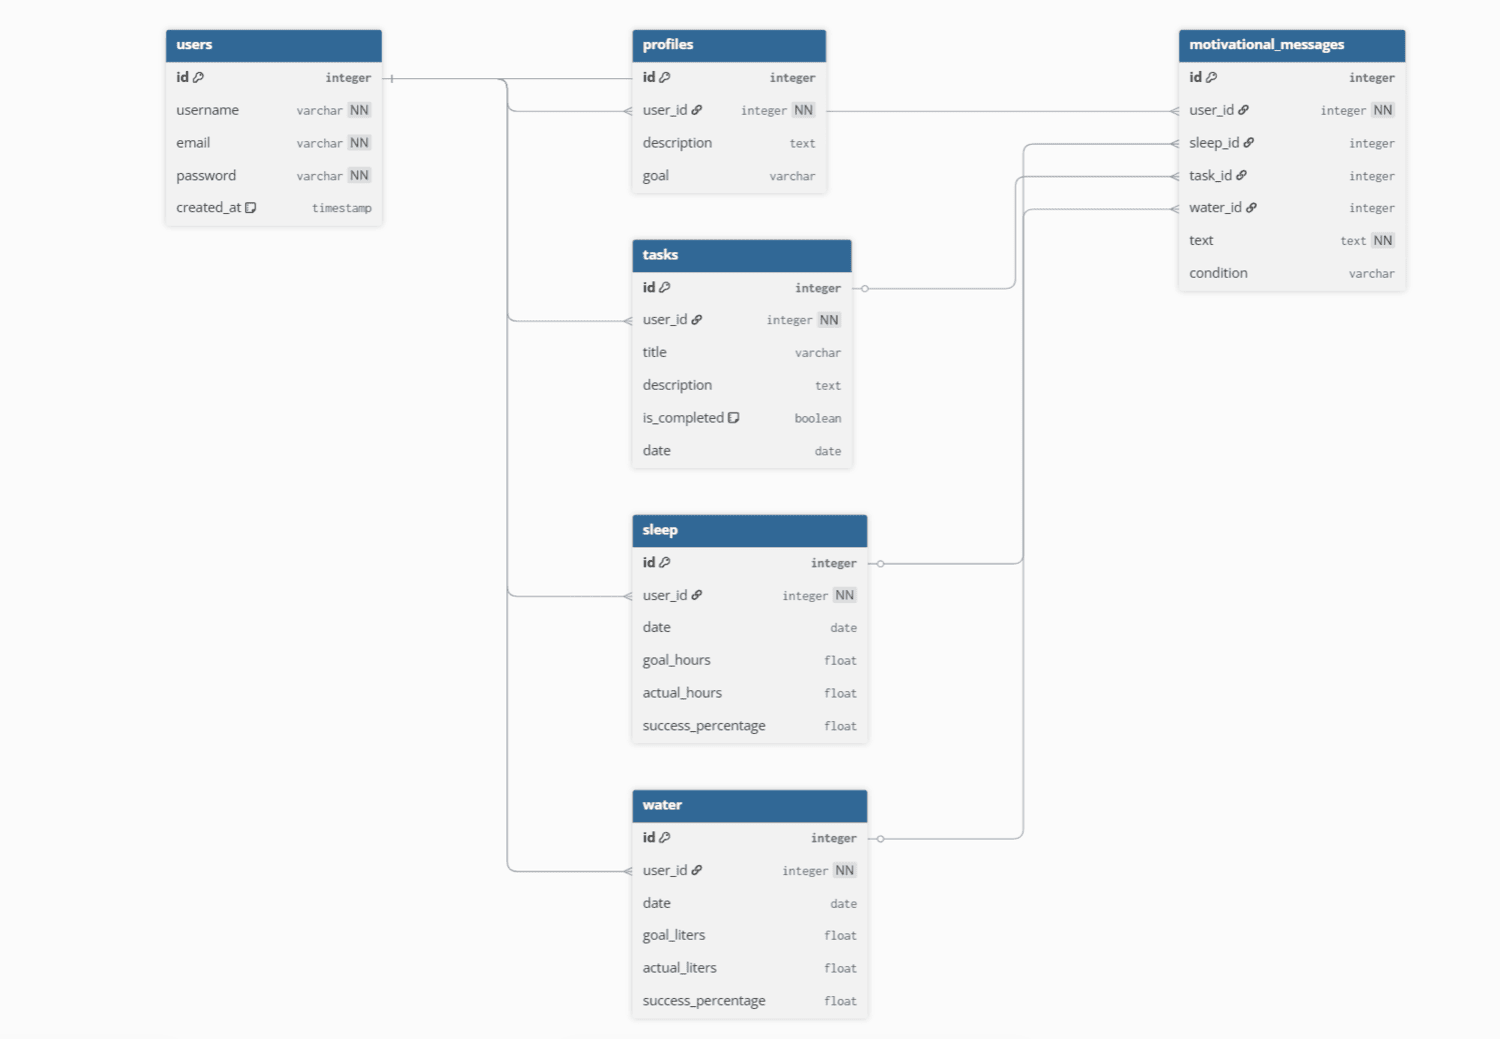 users
id integer
username varchar NN
email varchar NN
password varchar NN
created_at timestamp
profiles
id integer
user_id integer NN
description text
goal varchar
tasks
id integer
user_id integer NN
title varchar
description text
is_completed boolean
date date
sleep
id integer
user_id integer NN
date date
goal_hours float
actual_hours float
success_percentage float
water
id integer
user_id integer NN
date date
goal_liters float
actual_liters float
success_percentage float
motivational_messages
id integer
user_id integer NN
sleep_id integer
task_id integer
water_id integer
text text NN
condition varchar